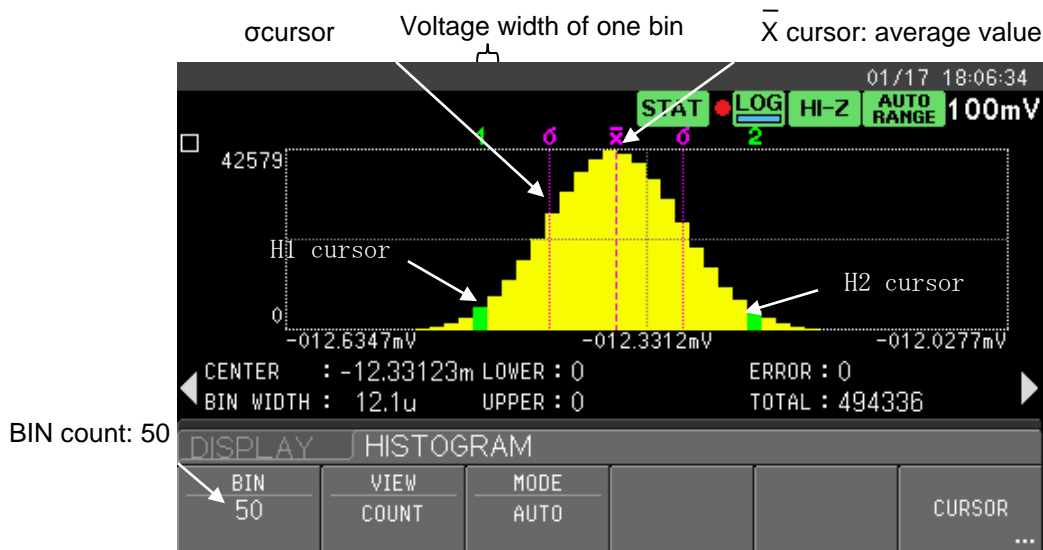 σcursor
Voltage width of one bin
X̅ cursor: average value
01/17 18:06:34
STAT LOG HI-Z AUTO RANGE 100mV
1 σ x̅ σ 2
42579
H1 cursor
H2 cursor
0
-012.6347mV -012.3312mV -012.0277mV
CENTER : -12.33123m LOWER : 0 ERROR : 0
BIN WIDTH : 12.1u UPPER : 0 TOTAL : 494336
BIN count: 50
DISPLAY HISTOGRAM
BIN VIEW MODE
50 COUNT AUTO CURSOR
...